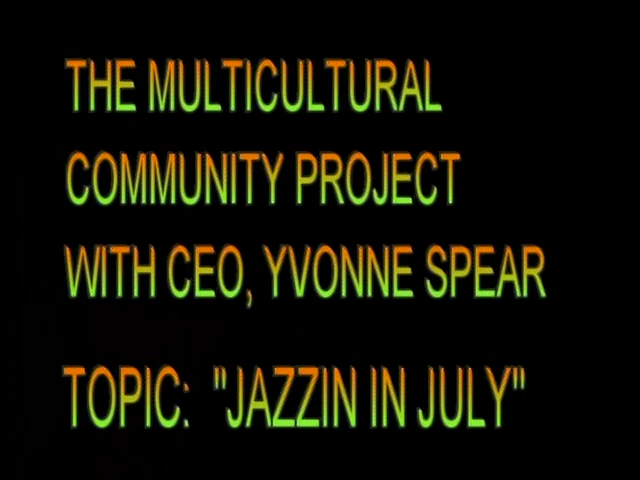 THE MULTICULTURAL
COMMUNITY PROJECT
WITH CEO, YVONNE SPEAR
TOPIC: "JAZZIN IN JULY"